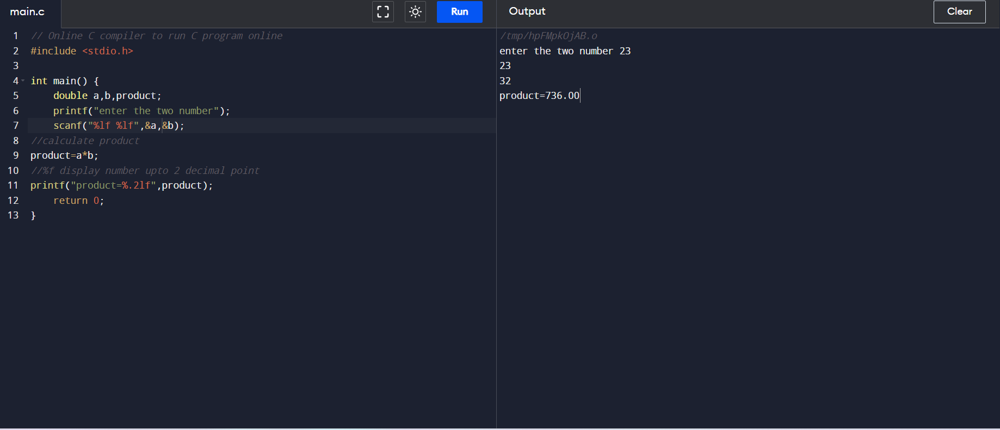 main.c
Run
Output
Clear
1 // Online C compiler to run C program online
2 #include <stdio.h>
3
4 int main() {
5     double a,b,product;
6     printf("enter the two number");
7     scanf("%lf %lf",&a,&b);
8 //calculate product
9 product=a*b;
10 //%f display number upto 2 decimal point
11 printf("product=%.2lf",product);
12     return 0;
13 }
/tmp/hpFMpkOjAB.o
enter the two number 23
23
32
product=736.00